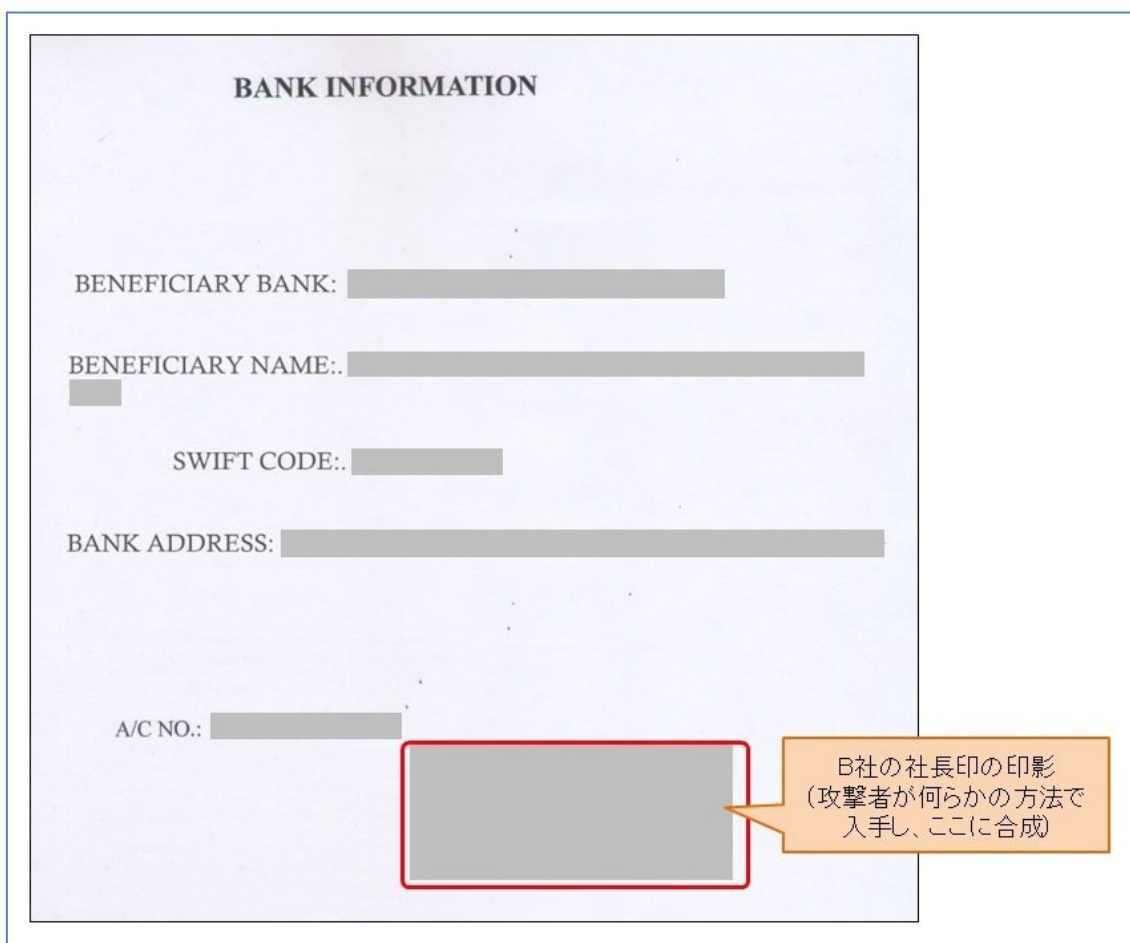 BANK INFORMATION
BENEFICIARY BANK:
BENEFICIARY NAME:.
SWIFT CODE:.
BANK ADDRESS:
A/C NO.:
B社の社長印の印影
（攻撃者が何らかの方法で
入手し、ここに合成）